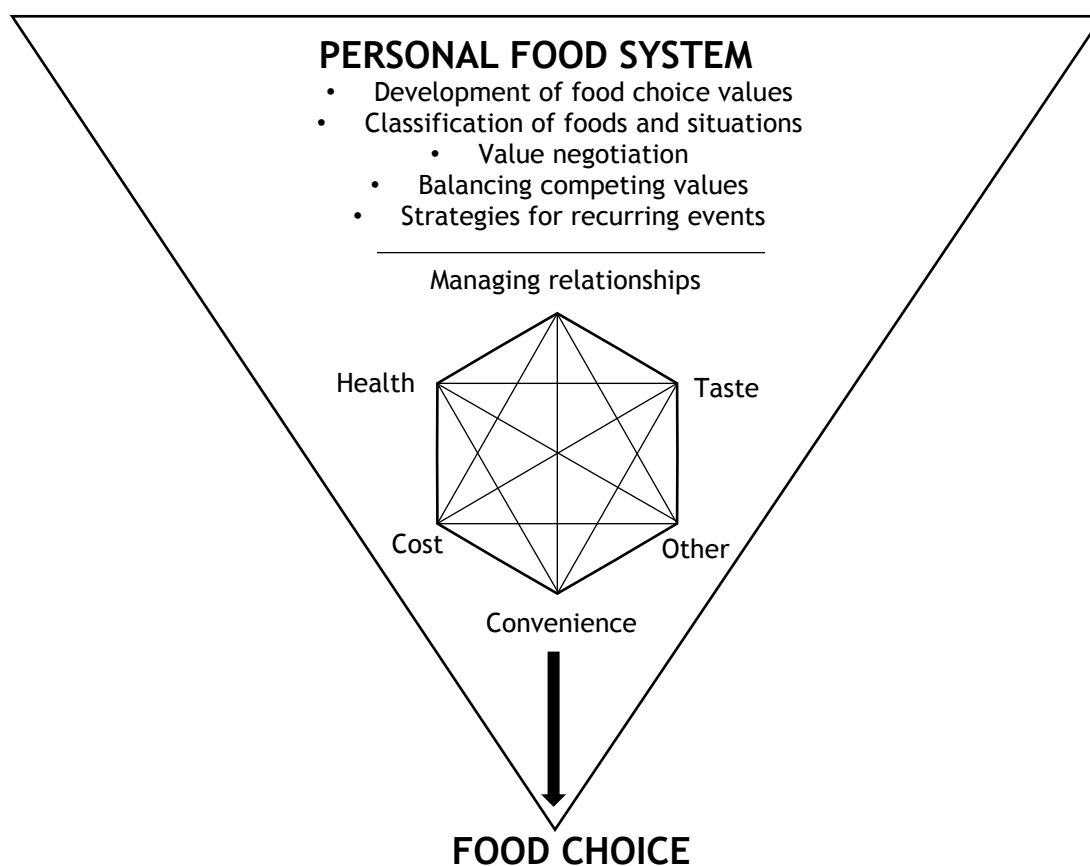 PERSONAL FOOD SYSTEM
• Development of food choice values
• Classification of foods and situations
• Value negotiation
• Balancing competing values
• Strategies for recurring events
Managing relationships
Health
Taste
Cost
Other
Convenience
FOOD CHOICE